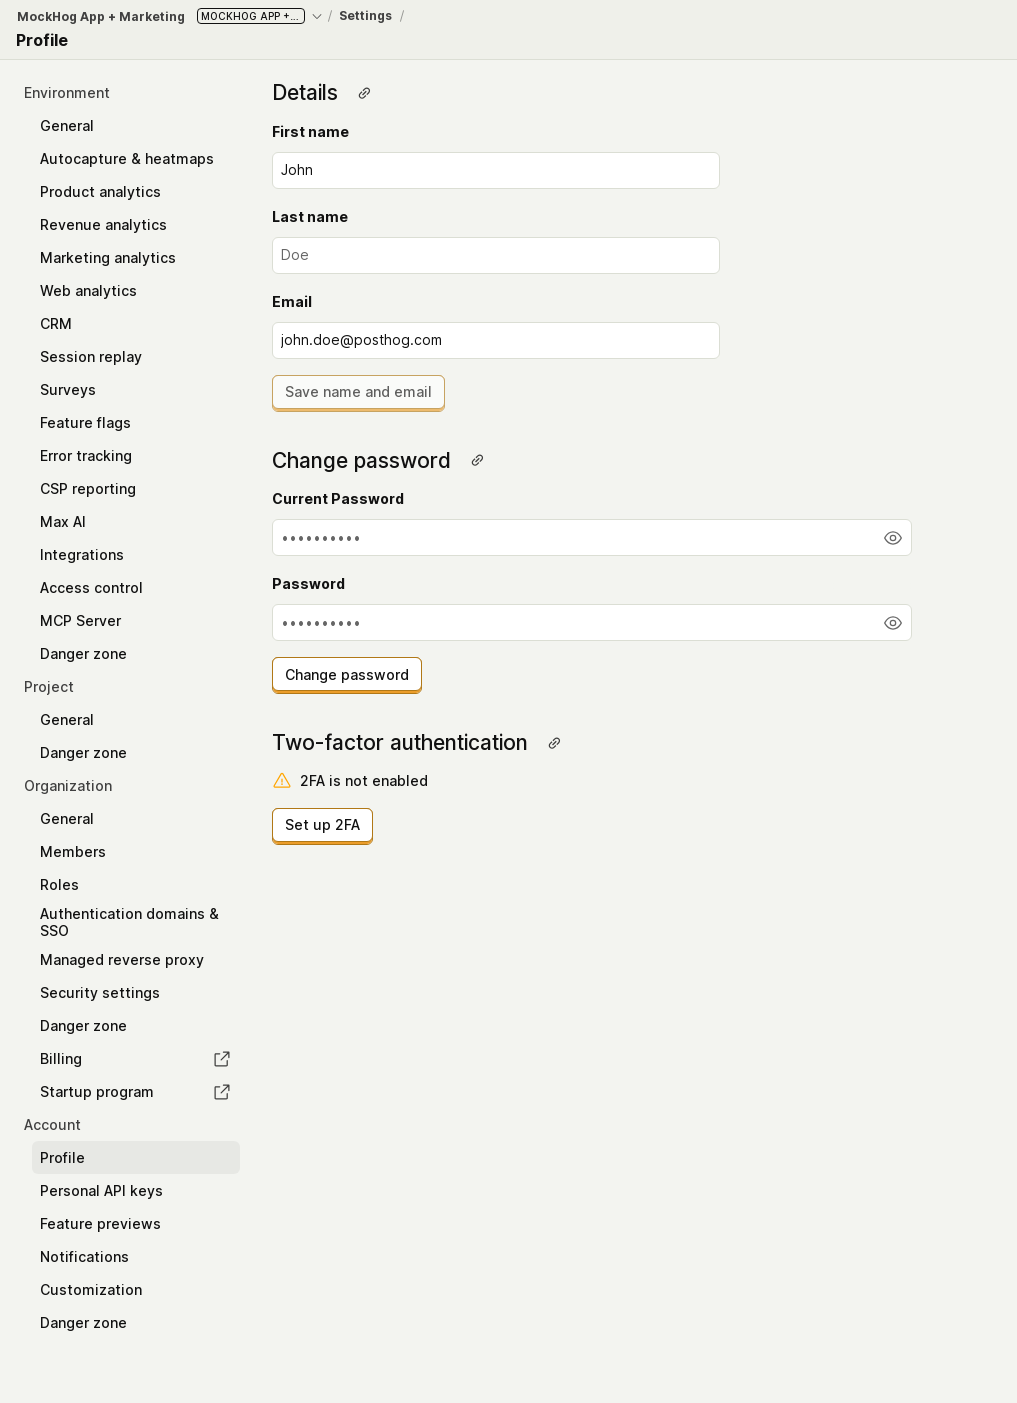 MockHog App + Marketing MOCKHOG APP +... / Settings /
Profile
Environment
General
Autocapture & heatmaps
Product analytics
Revenue analytics
Marketing analytics
Web analytics
CRM
Session replay
Surveys
Feature flags
Error tracking
CSP reporting
Max AI
Integrations
Access control
MCP Server
Danger zone
Project
General
Danger zone
Organization
General
Members
Roles
Authentication domains &
SSO
Managed reverse proxy
Security settings
Danger zone
Billing
Startup program
Account
Profile
Personal API keys
Feature previews
Notifications
Customization
Danger zone
Details
First name
John
Last name
Doe
Email
john.doe@posthog.com
Save name and email
Change password
Current Password
••••••••••
Password
••••••••••
Change password
Two-factor authentication
2FA is not enabled
Set up 2FA